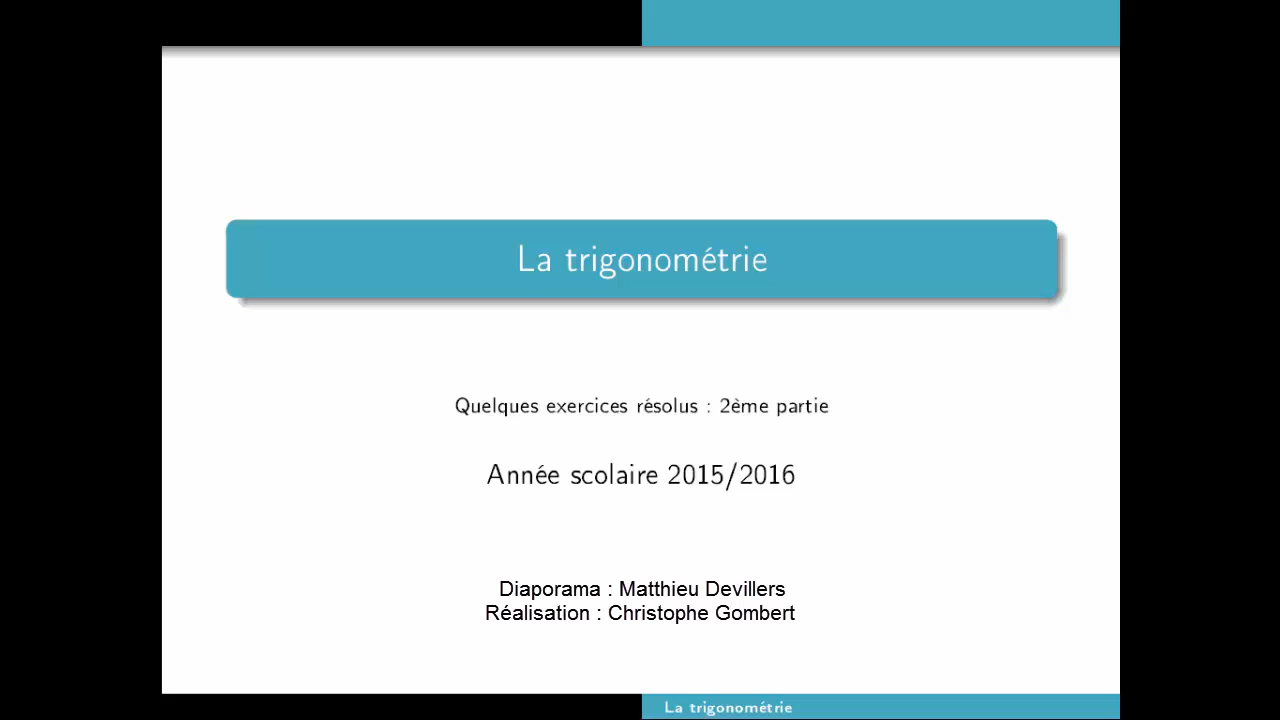 La trigonométrie
Quelques exercices résolus : 2ème partie
Année scolaire 2015/2016
Diaporama : Matthieu Devillers
Réalisation : Christophe Gombert
La trigonométrie